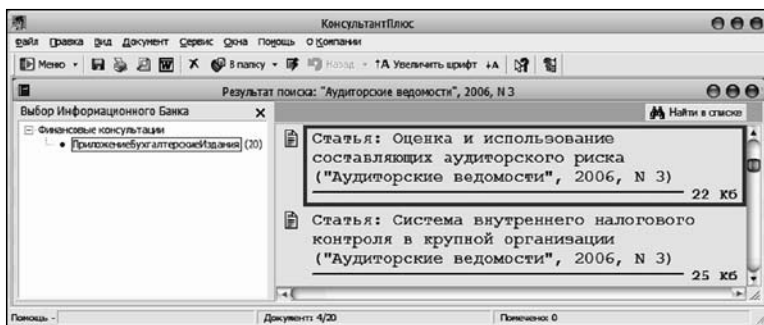 КонсультантПлюс
Файл Правка Вид Документ Сервис Окна Помощь О Компании
Меню В папку Назад Увеличить шрифт
Результат поиска: "Аудиторские ведомости", 2006, N 3
Выбор Информационного Банка
Найти в списке
Финансовые консультации
ПриложениеБухгалтерскиеИздания (20)
Статья: Оценка и использование
составляющих аудиторского риска
("Аудиторские ведомости", 2006, N 3)
22 Кб
Статья: Система внутреннего налогового
контроля в крупной организации
("Аудиторские ведомости", 2006, N 3)
25 Кб
Помощь - Документ: 4/20 Помечено: 0